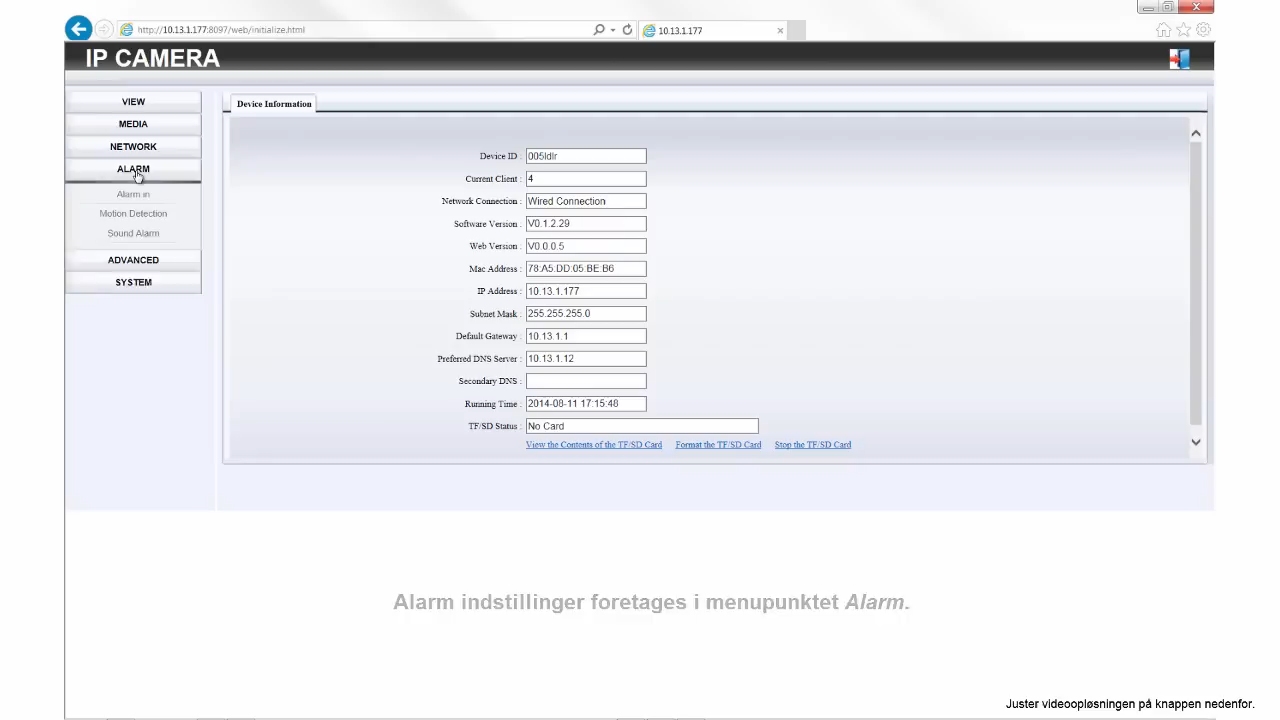 http://10.13.1.177:8097/web/initialize.html
10.13.1.177
IP CAMERA
VIEW
MEDIA
NETWORK
ALARM
Alarm in
Motion Detection
Sound Alarm
ADVANCED
SYSTEM
Device Information
Device ID : 005ldlr
Current Client : 4
Network Connection : Wired Connection
Software Version : V0.1.2.29
Web Version : V0.0.0.5
Mac Address : 78:A5:DD:05:BE:B6
IP Address : 10.13.1.177
Subnet Mask : 255.255.255.0
Default Gateway : 10.13.1.1
Preferred DNS Server : 10.13.1.12
Secondary DNS :
Running Time : 2014-08-11 17:15:48
TF/SD Status : No Card
View the Contents of the TF/SD Card Format the TF/SD Card Stop the TF/SD Card
Alarm indstillinger foretages i menupunktet Alarm.
Juster videoopløsningen på knappen nedenfor.